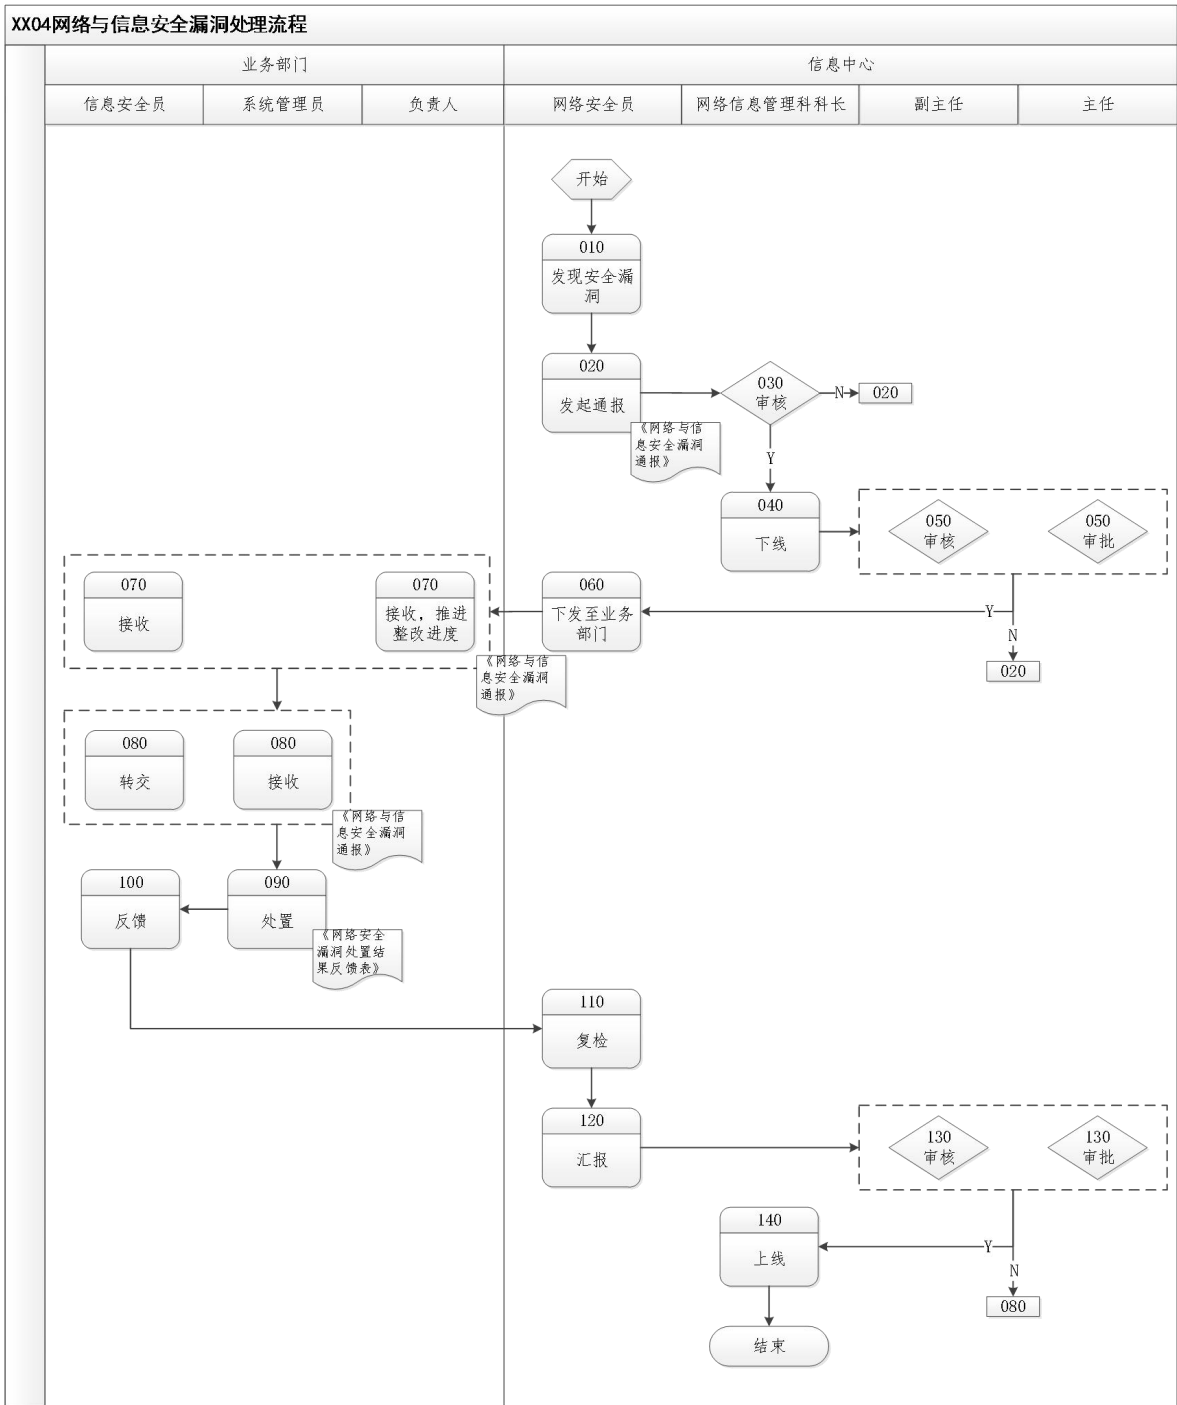 XX04网络与信息安全漏洞处理流程
业务部门
信息中心
信息安全员
系统管理员
负责人
网络安全员
网络信息管理科科长
副主任
主任
开始
010
发现安全漏
洞
020
发起通报
《网络与信
息安全漏洞
通报》
030
审核
N
020
Y
040
下线
050
审核
050
审批
070
接收
070
接收，推进
整改进度
060
下发至业务
部门
Y
N
020
《网络与信
息安全漏洞
通报》
080
转交
080
接收
《网络与信
息安全漏洞
通报》
100
反馈
090
处置
《网络安全
漏洞处置结
果反馈表》
110
复检
120
汇报
130
审核
130
审批
140
上线
Y
N
080
结束